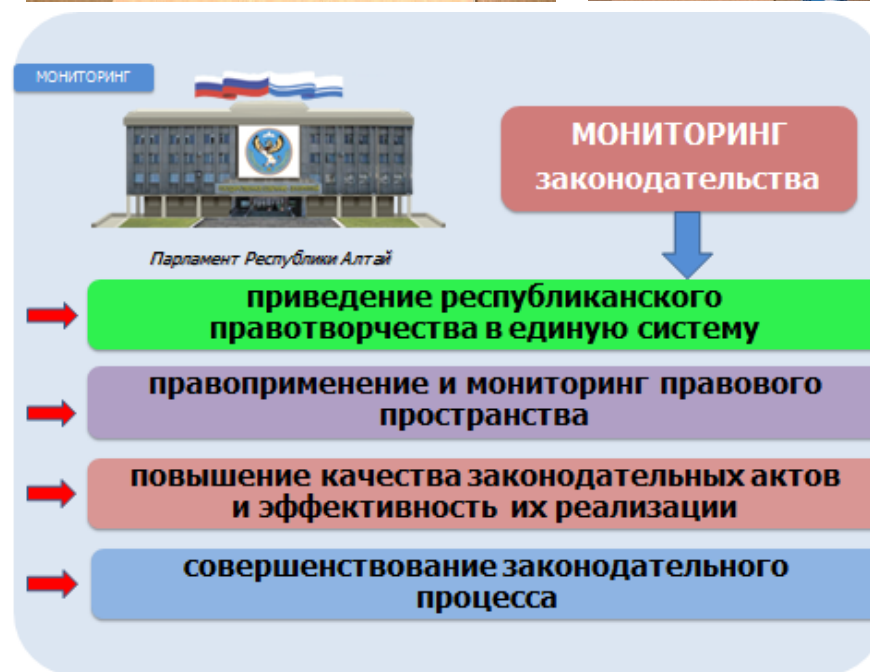 МОНИТОРИНГ
МОНИТОРИНГ
законодательства
Парламент Республики Алтай
приведение республиканского
правотворчества в единую систему
правоприменение и мониторинг правового
пространства
повышение качества законодательных актов
и эффективность их реализации
совершенствование законодательного
процесса